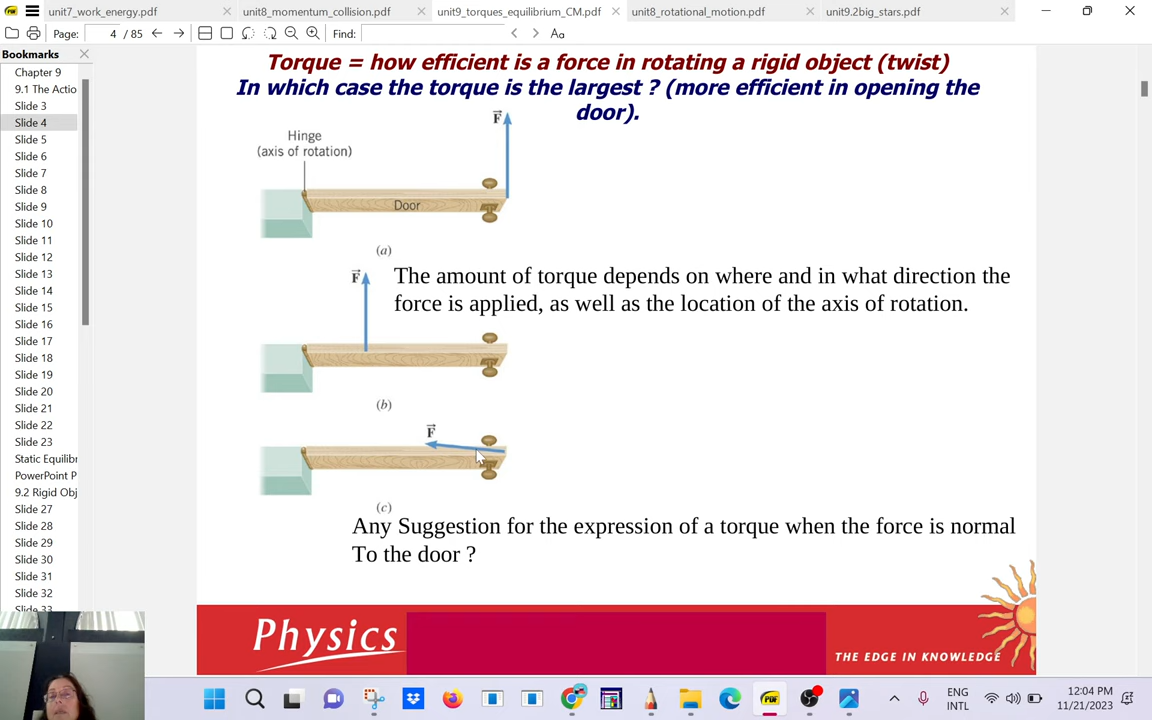 unit7_work_energy.pdf
unit8_momentum_collision.pdf
unit9_torques_equilibrium_CM.pdf
unit8_rotational_motion.pdf
unit9.2big_stars.pdf
Page:
4 / 85
Find:
Aa
Bookmarks
Chapter 9
9.1 The Actio
Slide 3
Slide 4
Slide 5
Slide 6
Slide 7
Slide 8
Slide 9
Slide 10
Slide 11
Slide 12
Slide 13
Slide 14
Slide 15
Slide 16
Slide 17
Slide 18
Slide 19
Slide 20
Slide 21
Slide 22
Slide 23
Static Equilibr
PowerPoint P
9.2 Rigid Obj
Slide 27
Slide 28
Slide 29
Slide 30
Slide 31
Slide 32
Slide 33
Torque = how efficient is a force in rotating a rigid object (twist)
In which case the torque is the largest ? (more efficient in opening the
door).
F
Hinge
(axis of rotation)
Door
(a)
F
The amount of torque depends on where and in what direction the
force is applied, as well as the location of the axis of rotation.
(b)
F
(c)
Any Suggestion for the expression of a torque when the force is normal
To the door ?
Physics
THE EDGE IN KNOWLEDGE
ENG
INTL
12:04 PM
11/21/2023